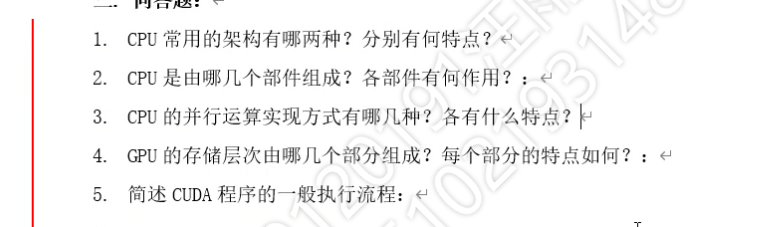 二. 问答题:
1. CPU 常用的架构有哪两种？分别有何特点？
2. CPU 是由哪几个部件组成？各部件有何作用？:
3. CPU 的并行运算实现方式有哪几种？各有什么特点？
4. GPU 的存储层次由哪几个部分组成？每个部分的特点如何？:
5. 简述 CUDA 程序的一般执行流程: